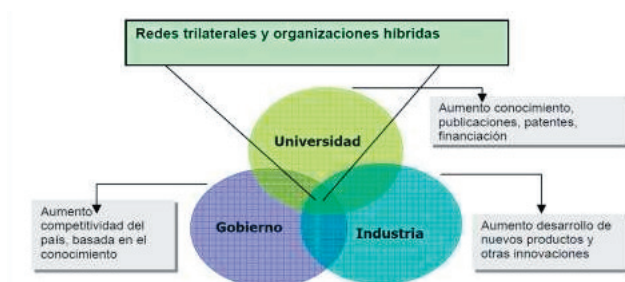 Redes trilaterales y organizaciones hibridas
Aumento conocimiento,
publicaciones, patentes,
financiación
Universidad
Aumento
competitividad del
país, basada en el
conocimiento
Gobierno
Industria
Aumento desarrollo de
nuevos productos y
otras innovaciones